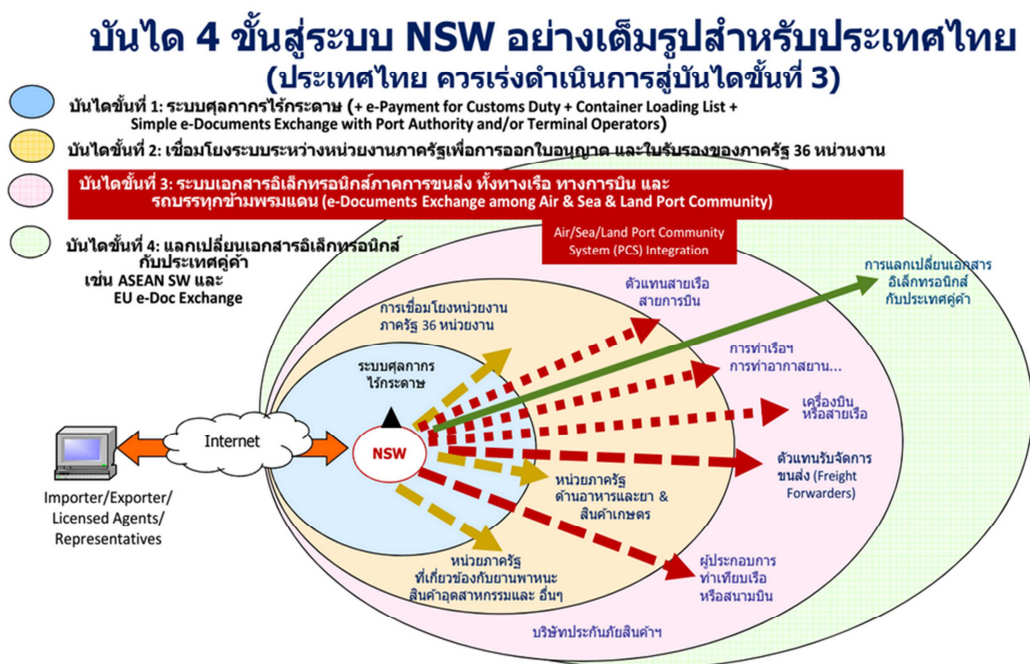 บันได 4 ขั้นสู่ระบบ NSW อย่างเต็มรูปสำหรับประเทศไทย
(ประเทศไทย ควรเร่งดำเนินการสู่บันไดขั้นที่ 3)
บันไดขั้นที่ 1: ระบบศุลกากรไร้กระดาษ (+ e-Payment for Customs Duty + Container Loading List +
Simple e-Documents Exchange with Port Authority and/or Terminal Operators)
บันไดขั้นที่ 2: เชื่อมโยงระบบระหว่างหน่วยงานภาครัฐเพื่อการออกใบอนุญาต และใบรับรองของภาครัฐ 36 หน่วนงาน
บันไดขั้นที่ 3: ระบบเอกสารอิเล็กทรอนิกส์ภาคการขนส่ง ทั้งทางเรือ ทางการบิน และ
รถบรรทุกข้ามพรมแดน (e-Documents Exchange among Air & Sea & Land Port Community)
บันไดขั้นที่ 4: แลกเปลี่ยนเอกสารอิเล็กทรอนิกส์
กับประเทศคู่ค้า
เช่น ASEAN SW และ
EU e-Doc Exchange
Air/Sea/Land Port Community
System (PCS) Integration
การแลกเปลี่ยนเอกสาร
อิเล็กทรอนิกส์
กับประเทศคู่ค้า
ตัวแทนสายเรือ
สายการบิน
การเชื่อมโยงหน่วยงาน
ภาครัฐ 36 หน่วยงาน
ระบบศุลกากร
ไร้กระดาษ
การท่าเรือฯ
การท่าอากาสยาน...
เครื่องบิน
หรือสายเรือ
Internet
NSW
ตัวแทนรับจัดการ
ขนส่ง (Freight
Forwarders)
Importer/Exporter/
Licensed Agents/
Representatives
หน่วยภาครัฐ
ด้านอาหารและยา &
สินค้าเกษตร
หน่วยภาครัฐ
ที่เกี่ยวข้องกับยานพาหนะ
สินค้าอุตสาหกรรมและ อื่นๆ
ผู้ประกอบการ
ท่าเทียบเรือ
หรือสนามบิน
บริษัทประกันภัยสินค้าฯ